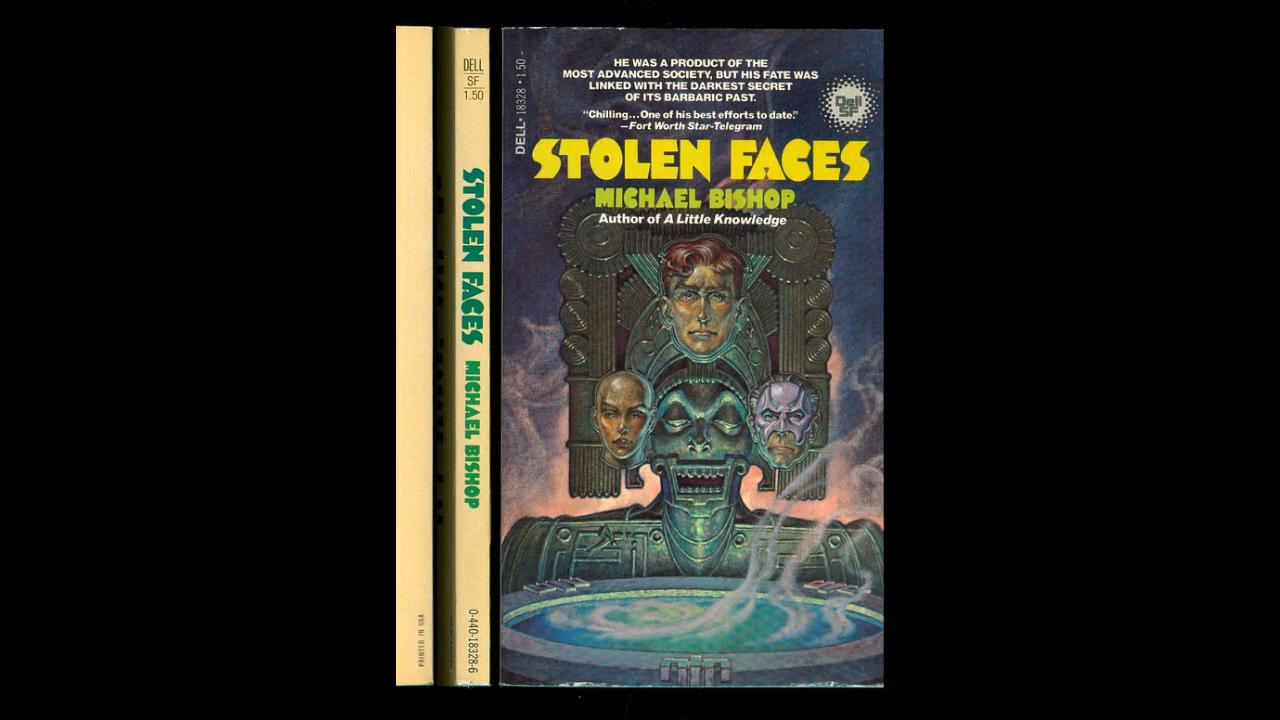 PRINTED IN USA
DELL
SF
1.50
STOLEN FACES MICHAEL BISHOP
0-440-18328-6
DELL • 18328 • 1.50
HE WAS A PRODUCT OF THE
MOST ADVANCED SOCIETY, BUT HIS FATE WAS
LINKED WITH THE DARKEST SECRET
OF ITS BARBARIC PAST.
“Chilling...One of his best efforts to date.”
—Fort Worth Star-Telegram
Dell
SF
STOLEN FACES
MICHAEL BISHOP
Author of A Little Knowledge